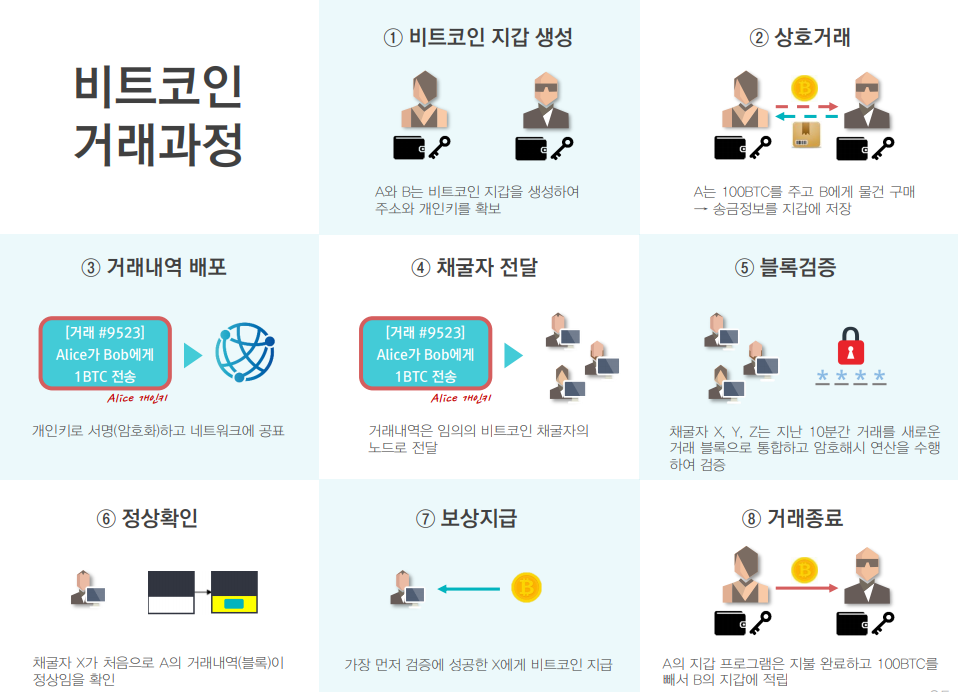 비트코인
거래과정
① 비트코인 지갑 생성
A와 B는 비트코인 지갑을 생성하여
주소와 개인키를 확보
② 상호거래
A는 100BTC를 주고 B에게 물건 구매
→ 송금정보를 지갑에 저장
③ 거래내역 배포
[거래 #9523]
Alice가 Bob에게
1BTC 전송
Alice 개인키
개인키로 서명(암호화)하고 네트워크에 공표
④ 채굴자 전달
[거래 #9523]
Alice가 Bob에게
1BTC 전송
Alice 개인키
거래내역은 임의의 비트코인 채굴자의
노드로 전달
⑤ 블록검증
* * * *
채굴자 X, Y, Z는 지난 10분간 거래를 새로운
거래 블록으로 통합하고 암호해시 연산을 수행
하여 검증
⑥ 정상확인
채굴자 X가 처음으로 A의 거래내역(블록)이
정상임을 확인
⑦ 보상지급
가장 먼저 검증에 성공한 X에게 비트코인 지급
⑧ 거래종료
A의 지갑 프로그램은 지불 완료하고 100BTC를
빼서 B의 지갑에 적립